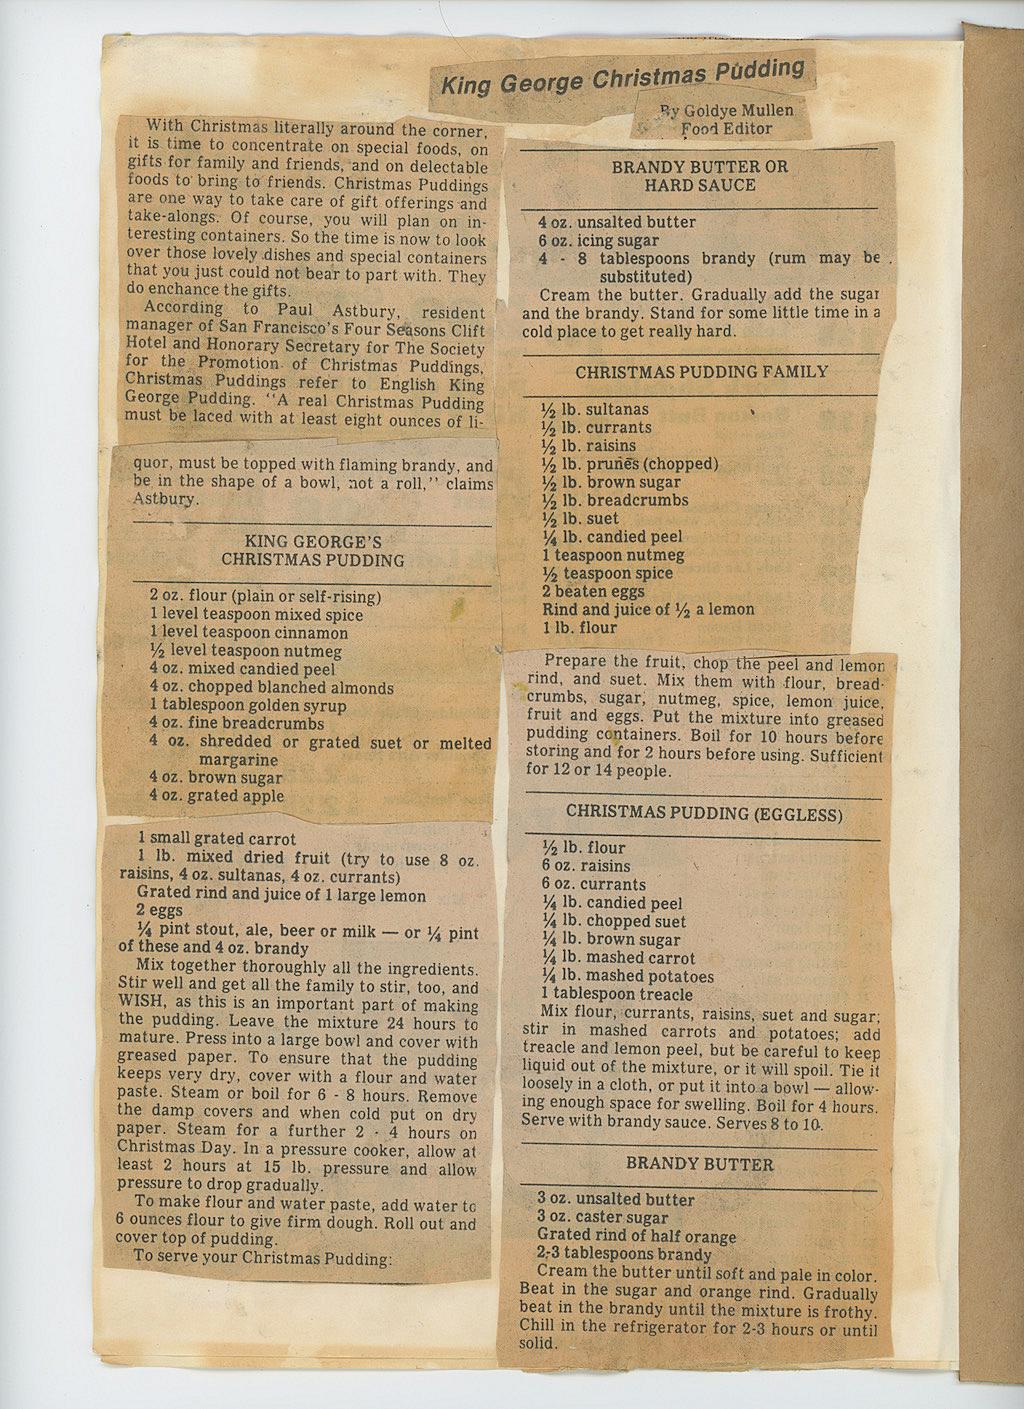 King George Christmas Pudding
By Goldye Mullen
Food Editor
With Christmas literally around the corner,
it is time to concentrate on special foods, on
gifts for family and friends, and on delectable
foods to bring to friends. Christmas Puddings
are one way to take care of gift offerings and
take-alongs. Of course, you will plan on in-
teresting containers. So the time is now to look
over those lovely dishes and special containers
that you just could not bear to part with. They
do enchance the gifts.
According to Paul Astbury, resident
manager of San Francisco's Four Seasons Clift
Hotel and Honorary Secretary for The Society
for the Promotion of Christmas Puddings,
Christmas Puddings refer to English King
George Pudding. "A real Christmas Pudding
must be laced with at least eight ounces of li-
quor, must be topped with flaming brandy, and
be in the shape of a bowl, not a roll," claims
Astbury.
KING GEORGE'S
CHRISTMAS PUDDING
2 oz. flour (plain or self-rising)
1 level teaspoon mixed spice
1 level teaspoon cinnamon
½ level teaspoon nutmeg
4 oz. mixed candied peel
4 oz. chopped blanched almonds
1 tablespoon golden syrup
4 oz. fine breadcrumbs
4 oz. shredded or grated suet or melted
margarine
4 oz. brown sugar
4 oz. grated apple
1 small grated carrot
1 lb. mixed dried fruit (try to use 8 oz.
raisins, 4 oz. sultanas, 4 oz. currants)
Grated rind and juice of 1 large lemon
2 eggs
¼ pint stout, ale, beer or milk — or ¼ pint
of these and 4 oz. brandy
Mix together thoroughly all the ingredients.
Stir well and get all the family to stir, too, and
WISH, as this is an important part of making
the pudding. Leave the mixture 24 hours to
mature. Press into a large bowl and cover with
greased paper. To ensure that the pudding
keeps very dry, cover with a flour and water
paste. Steam or boil for 6 - 8 hours. Remove
the damp covers and when cold put on dry
paper. Steam for a further 2 - 4 hours on
Christmas Day. In a pressure cooker, allow at
least 2 hours at 15 lb. pressure and allow
pressure to drop gradually.
To make flour and water paste, add water to
6 ounces flour to give firm dough. Roll out and
cover top of pudding.
To serve your Christmas Pudding:
BRANDY BUTTER OR
HARD SAUCE
4 oz. unsalted butter
6 oz. icing sugar
4 - 8 tablespoons brandy (rum may be
substituted)
Cream the butter. Gradually add the sugar
and the brandy. Stand for some little time in a
cold place to get really hard.
CHRISTMAS PUDDING FAMILY
½ lb. sultanas
½ lb. currants
½ lb. raisins
½ lb. prunes (chopped)
½ lb. brown sugar
½ lb. breadcrumbs
½ lb. suet
¼ lb. candied peel
1 teaspoon nutmeg
½ teaspoon spice
2 beaten eggs
Rind and juice of ½ a lemon
1 lb. flour
Prepare the fruit, chop the peel and lemon
rind, and suet. Mix them with flour, bread-
crumbs, sugar, nutmeg, spice, lemon juice,
fruit and eggs. Put the mixture into greased
pudding containers. Boil for 10 hours before
storing and for 2 hours before using. Sufficient
for 12 or 14 people.
CHRISTMAS PUDDING (EGGLESS)
½ lb. flour
6 oz. raisins
6 oz. currants
¼ lb. candied peel
¼ lb. chopped suet
¼ lb. brown sugar
¼ lb. mashed carrot
¼ lb. mashed potatoes
1 tablespoon treacle
Mix flour, currants, raisins, suet and sugar;
stir in mashed carrots and potatoes; add
treacle and lemon peel, but be careful to keep
liquid out of the mixture, or it will spoil. Tie it
loosely in a cloth, or put it into a bowl — allow-
ing enough space for swelling. Boil for 4 hours.
Serve with brandy sauce. Serves 8 to 10.
BRANDY BUTTER
3 oz. unsalted butter
3 oz. caster sugar
Grated rind of half orange
2-3 tablespoons brandy
Cream the butter until soft and pale in color.
Beat in the sugar and orange rind. Gradually
beat in the brandy until the mixture is frothy.
Chill in the refrigerator for 2-3 hours or until
solid.